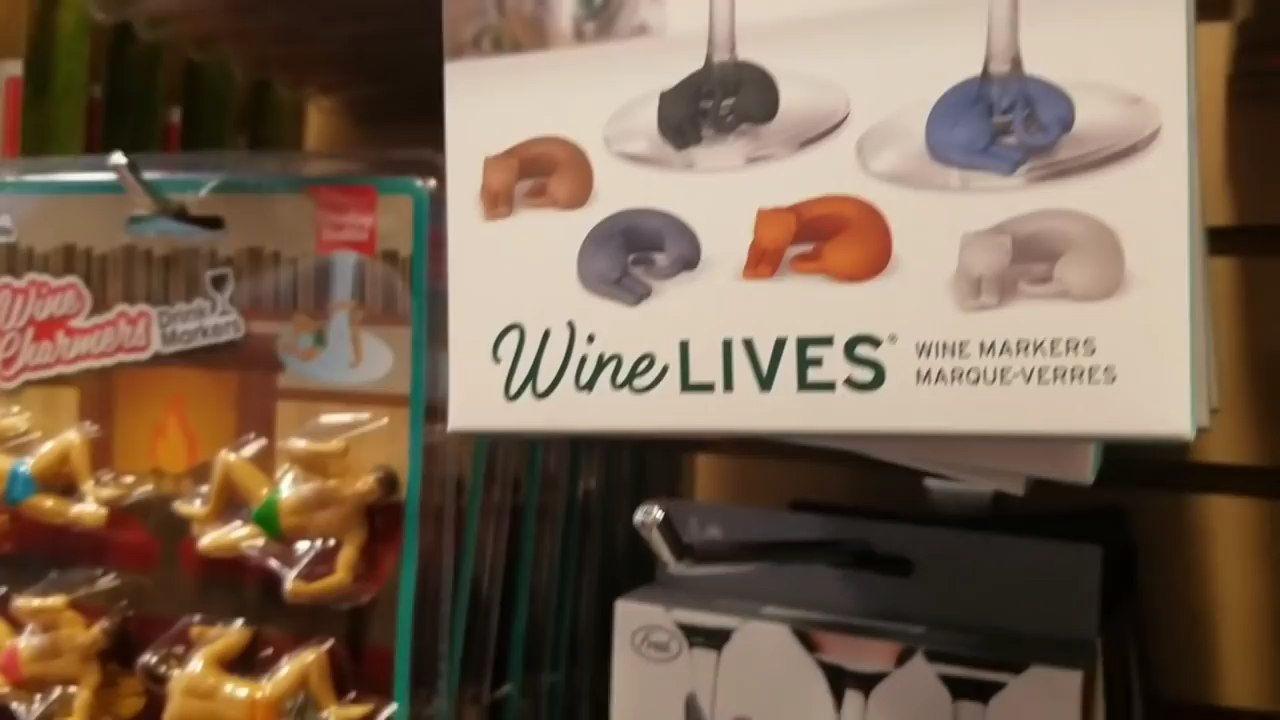 Wine
Charmers
Drink
Markers
Wine LIVES®
WINE MARKERS
MARQUE-VERRES
Fred